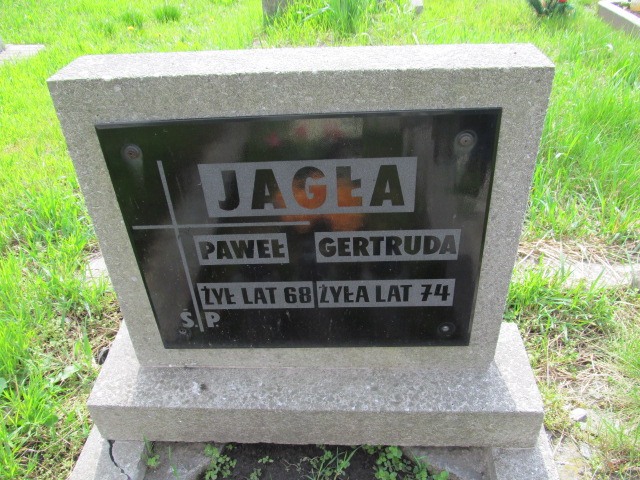 JAGŁA
PAWEŁ GERTRUDA
ŻYŁ LAT 68 ŻYŁA LAT 74
Ś.P.